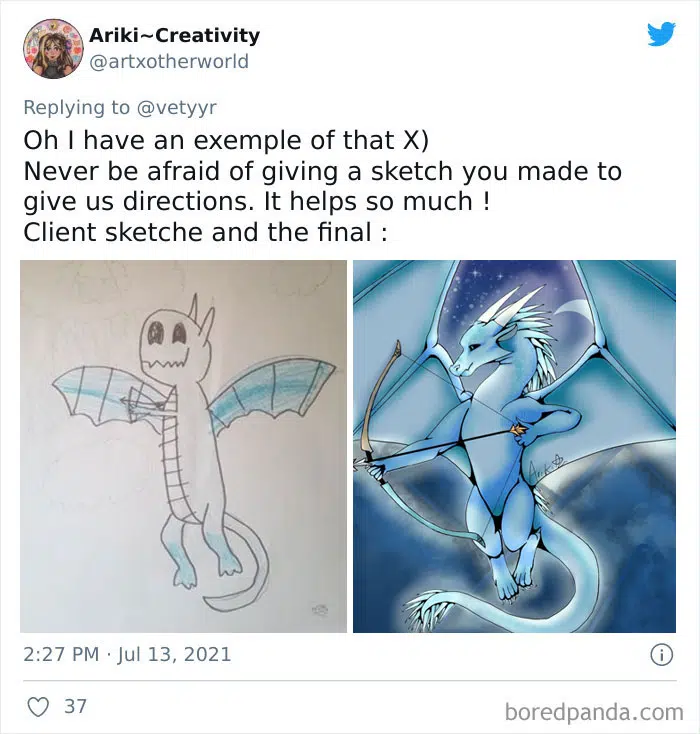 Ariki~Creativity
@artxotherworld
Replying to @vetyyr
Oh I have an exemple of that X)
Never be afraid of giving a sketch you made to
give us directions. It helps so much !
Client sketche and the final :
2:27 PM · Jul 13, 2021
37
boredpanda.com